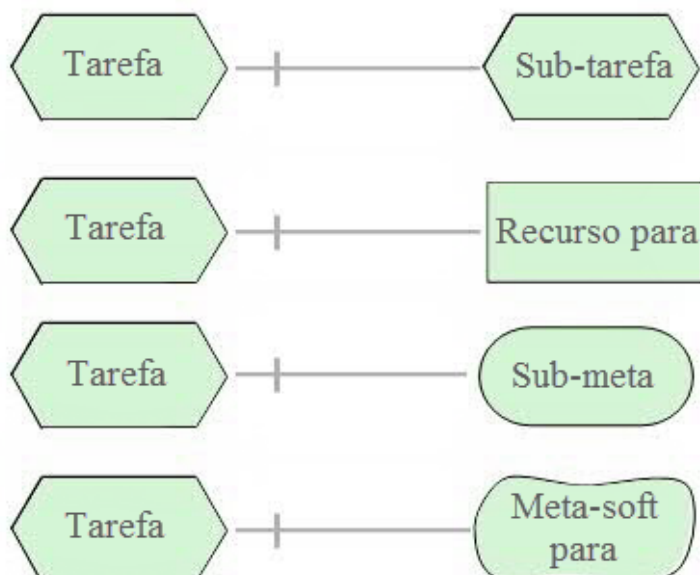 Tarefa Sub-tarefa
Tarefa Recurso para
Tarefa Sub-meta
Tarefa Meta-soft
para